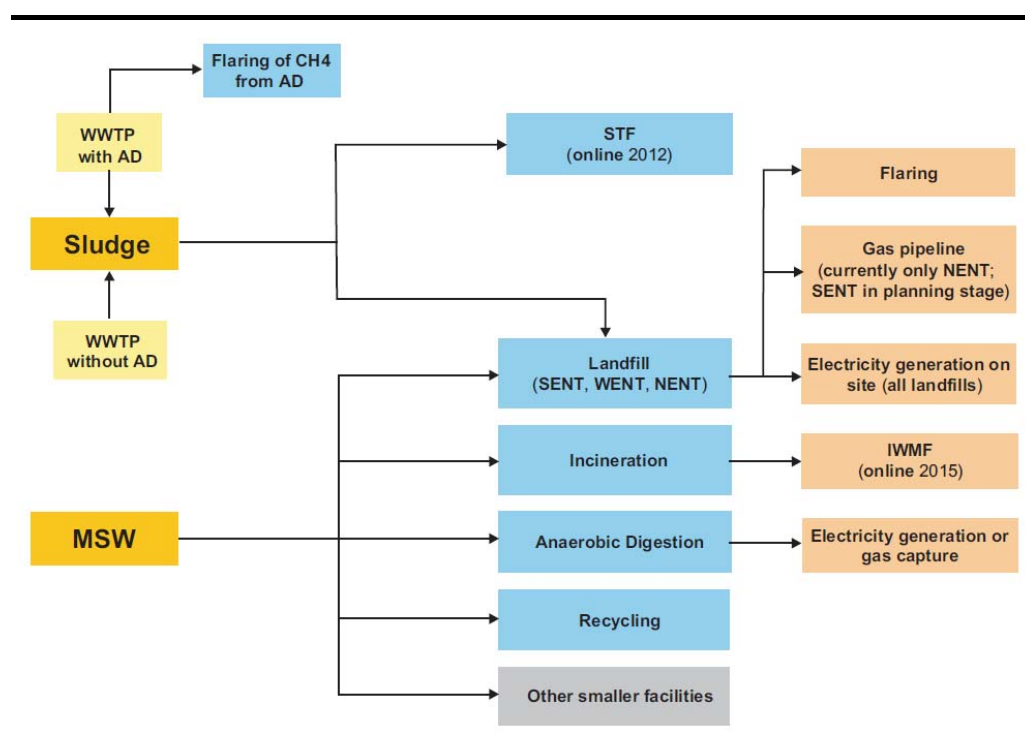 Flaring of CH4
from AD
WWTP
with AD
STF
(online 2012)
Flaring
Sludge
Gas pipeline
(currently only NENT;
SENT in planning stage)
WWTP
without AD
Landfill
(SENT, WENT, NENT)
Electricity generation on
site (all landfills)
Incineration
IWMF
(online 2015)
MSW
Anaerobic Digestion
Electricity generation or
gas capture
Recycling
Other smaller facilities